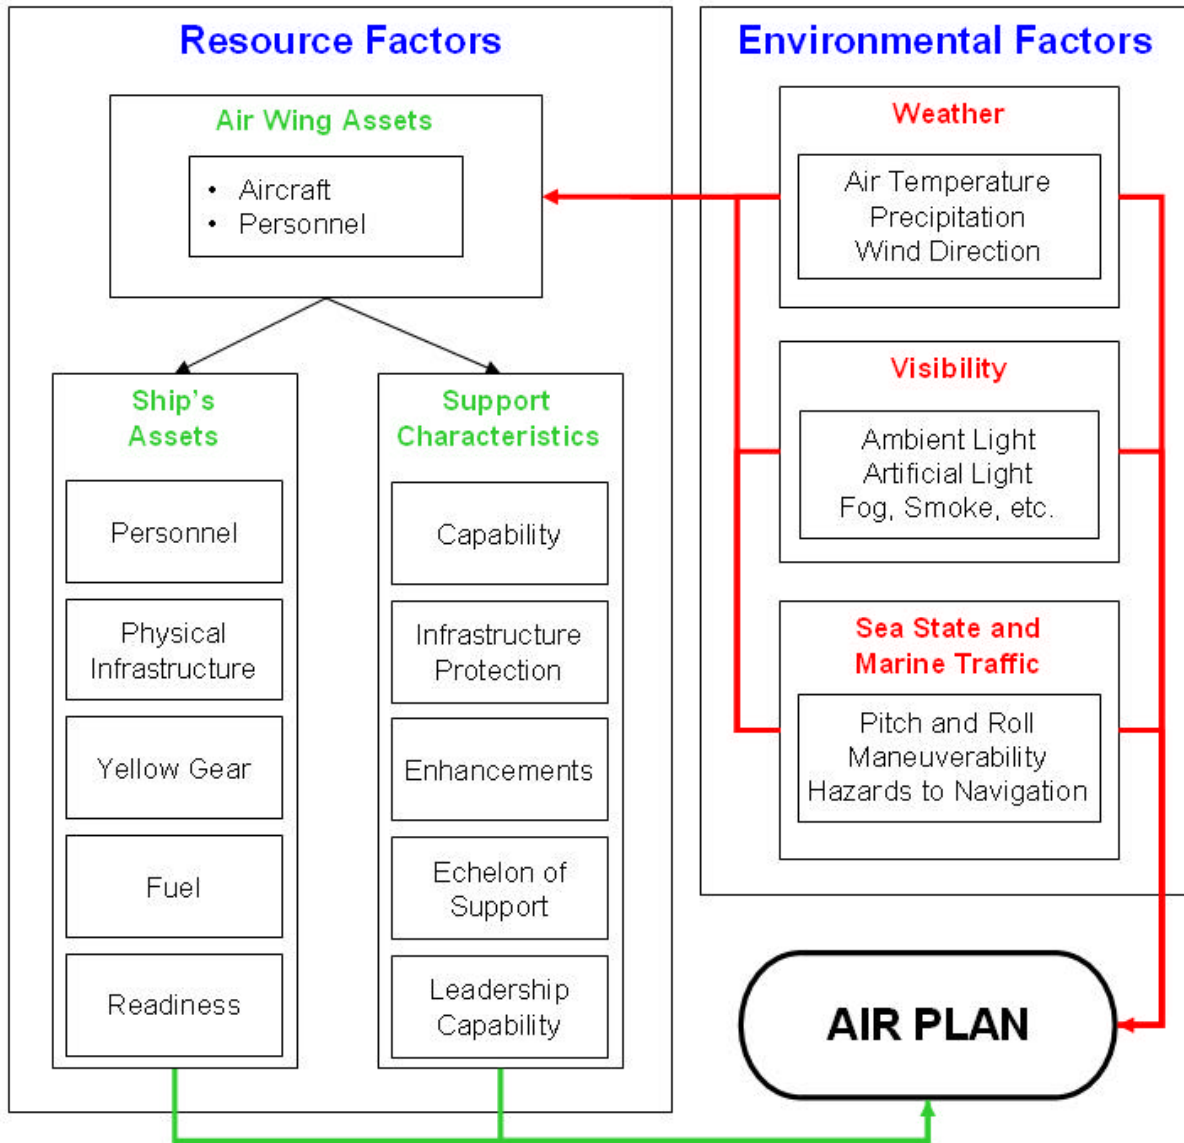 Resource Factors
Air Wing Assets
• Aircraft
• Personnel
Ship's
Assets
Personnel
Physical
Infrastructure
Yellow Gear
Fuel
Readiness
Support
Characteristics
Capability
Infrastructure
Protection
Enhancements
Echelon of
Support
Leadership
Capability
Environmental Factors
Weather
Air Temperature
Precipitation
Wind Direction
Visibility
Ambient Light
Artificial Light
Fog, Smoke, etc.
Sea State and
Marine Traffic
Pitch and Roll
Maneuverability
Hazards to Navigation
AIR PLAN